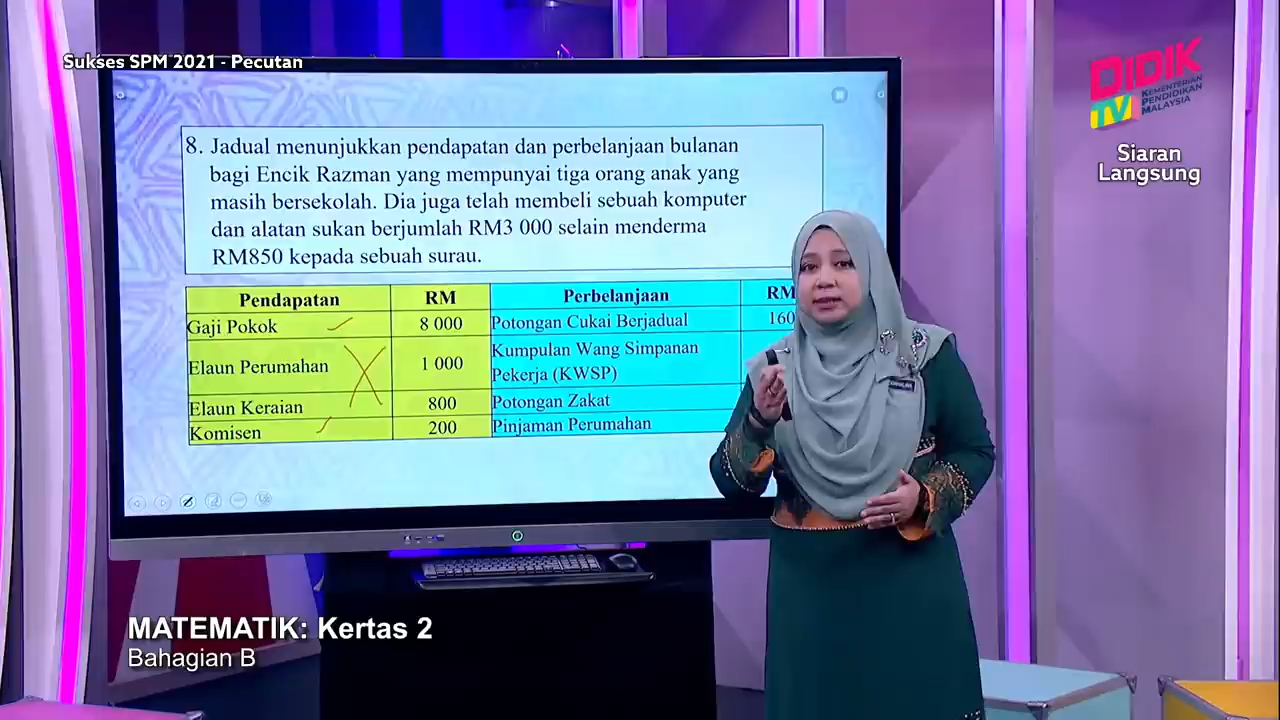 Sukses SPM 2021 - Pecutan
DIDIK
TV
KEMENTERIAN
PENDIDIKAN
MALAYSIA
Siaran
Langsung
8. Jadual menunjukkan pendapatan dan perbelanjaan bulanan
bagi Encik Razman yang mempunyai tiga orang anak yang
masih bersekolah. Dia juga telah membeli sebuah komputer
dan alatan sukan berjumlah RM3 000 selain menderma
RM850 kepada sebuah surau.
Pendapatan RM Perbelanjaan RM
Gaji Pokok 8 000 Potongan Cukai Berjadual 160
Elaun Perumahan 1 000 Kumpulan Wang Simpanan
Pekerja (KWSP)
Elaun Keraian 800 Potongan Zakat
Komisen 200 Pinjaman Perumahan
MATEMATIK: Kertas 2
Bahagian B